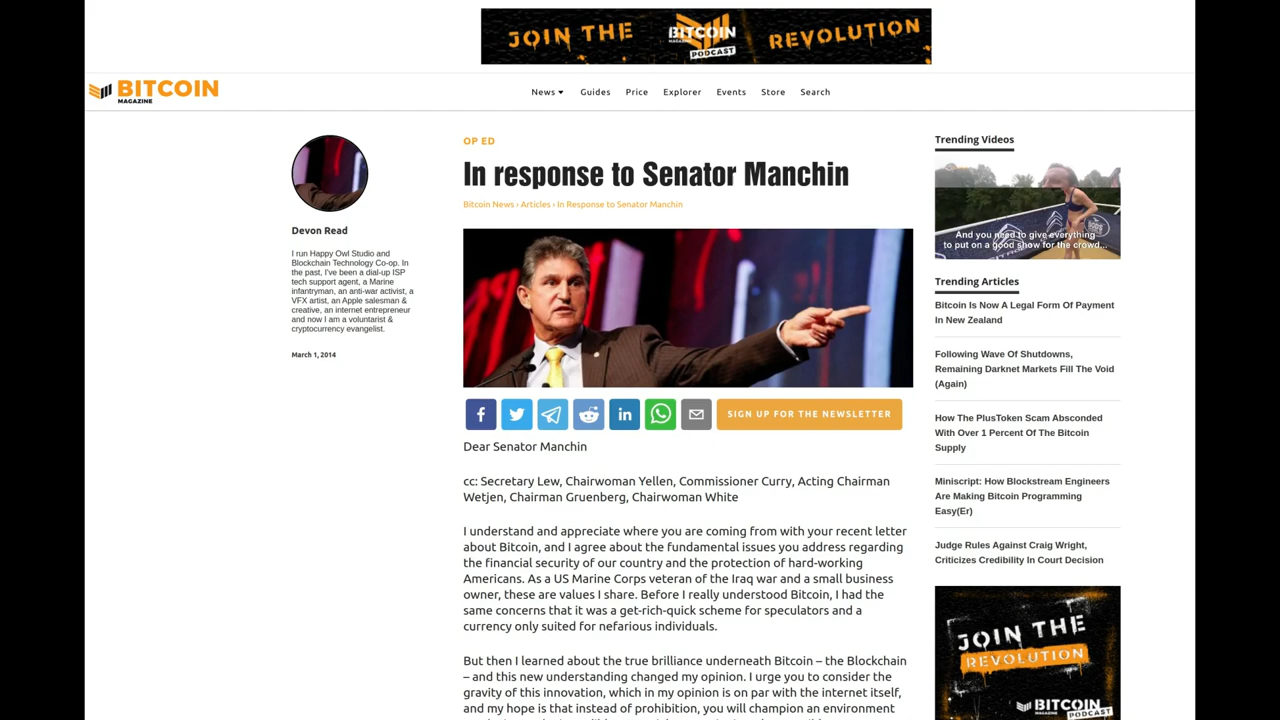 JOIN THE BITCOIN PODCAST REVOLUTION
BITCOIN
MAGAZINE
News Guides Price Explorer Events Store Search
Devon Read
I run Happy Owl Studio and
Blockchain Technology Co-op. In
the past, I've been a dial-up ISP
tech support agent, a Marine
infantryman, an anti-war activist, a
VFX artist, an Apple salesman &
creative, an internet entrepreneur
and now I am a voluntarist &
cryptocurrency evangelist.
March 1, 2014
OP ED
In response to Senator Manchin
Bitcoin News › Articles › In Response to Senator Manchin
SIGN UP FOR THE NEWSLETTER
Dear Senator Manchin
cc: Secretary Lew, Chairwoman Yellen, Commissioner Curry, Acting Chairman
Wetjen, Chairman Gruenberg, Chairwoman White
I understand and appreciate where you are coming from with your recent letter
about Bitcoin, and I agree about the fundamental issues you address regarding
the financial security of our country and the protection of hard-working
Americans. As a US Marine Corps veteran of the Iraq war and a small business
owner, these are values I share. Before I really understood Bitcoin, I had the
same concerns that it was a get-rich-quick scheme for speculators and a
currency only suited for nefarious individuals.
But then I learned about the true brilliance underneath Bitcoin – the Blockchain
– and this new understanding changed my opinion. I urge you to consider the
gravity of this innovation, which in my opinion is on par with the internet itself,
and my hope is that instead of prohibition, you will champion an environment
Trending Videos
And you need to give everything
to put on a good show for the crowd...
Trending Articles
Bitcoin Is Now A Legal Form Of Payment
In New Zealand
Following Wave Of Shutdowns,
Remaining Darknet Markets Fill The Void
(Again)
How The PlusToken Scam Absconded
With Over 1 Percent Of The Bitcoin
Supply
Miniscript: How Blockstream Engineers
Are Making Bitcoin Programming
Easy(Er)
Judge Rules Against Craig Wright,
Criticizes Credibility In Court Decision
JOIN THE
REVOLUTION
BITCOIN
PODCAST